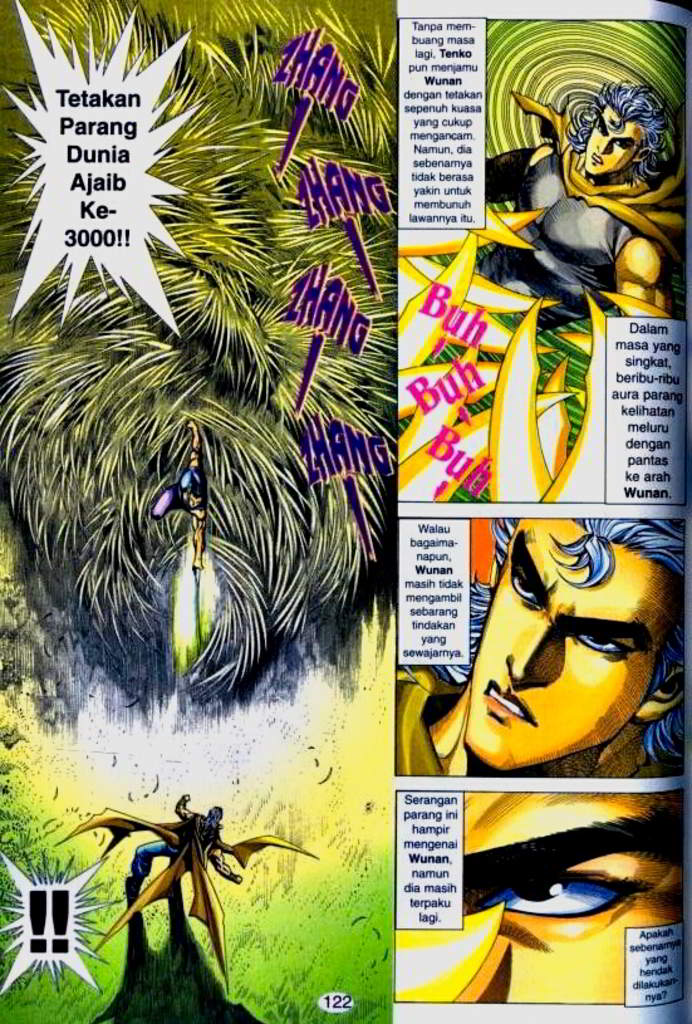 Tetakan
Parang
Dunia
Ajaib
Ke-
3000!!
ZHANG
ZHANG
ZHANG
ZHANG
!!
122
Tanpa mem-
buang masa
lagi, Tenko
pun menjamu
Wunan
dengan tetakan
sepenuh kuasa
yang cukup
mengancam.
Namun, dia
sebenarnya
tidak berasa
yakin untuk
membunuh
lawannya itu.
Buh
Buh
Buh
Dalam
masa yang
singkat,
beribu-ribu
aura parang
kelihatan
meluru
dengan
pantas
ke arah
Wunan.
Walau
bagaima-
napun,
Wunan
masih tidak
mengambil
sebarang
tindakan
yang
sewajarnya.
Serangan
parang ini
hampir
mengenai
Wunan,
namun
dia masih
terpaku
lagi.
Apakah
sebenarnya
yang
hendak
dilakukan-
nya?